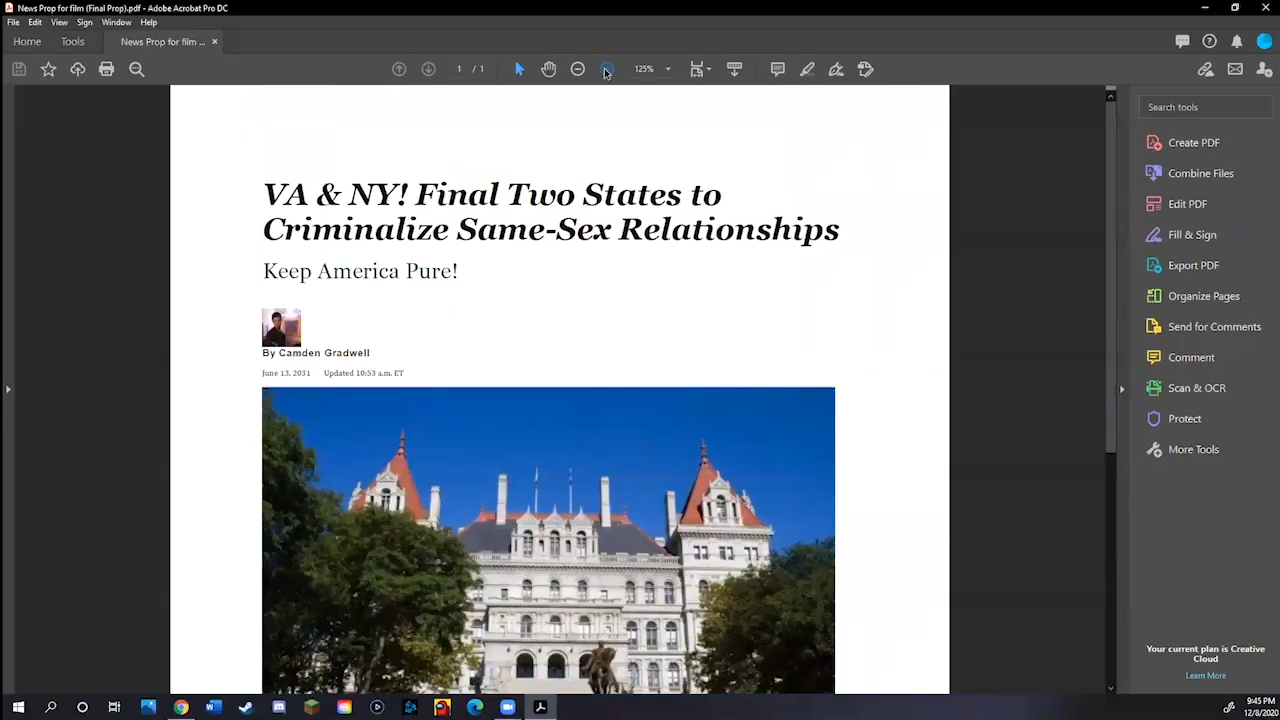 News Prop for film (Final Prop).pdf - Adobe Acrobat Pro DC
File Edit View Sign Window Help
Home Tools News Prop for film ... ×
1 / 1 125%
Search tools
Create PDF
Combine Files
Edit PDF
Fill & Sign
Export PDF
Organize Pages
Send for Comments
Comment
Scan & OCR
Protect
More Tools
VA & NY! Final Two States to
Criminalize Same-Sex Relationships
Keep America Pure!
By Camden Gradwell
June 13, 2031 Updated 10:53 a.m. ET
Your current plan is Creative
Cloud
Learn More
9:45 PM
12/8/2020